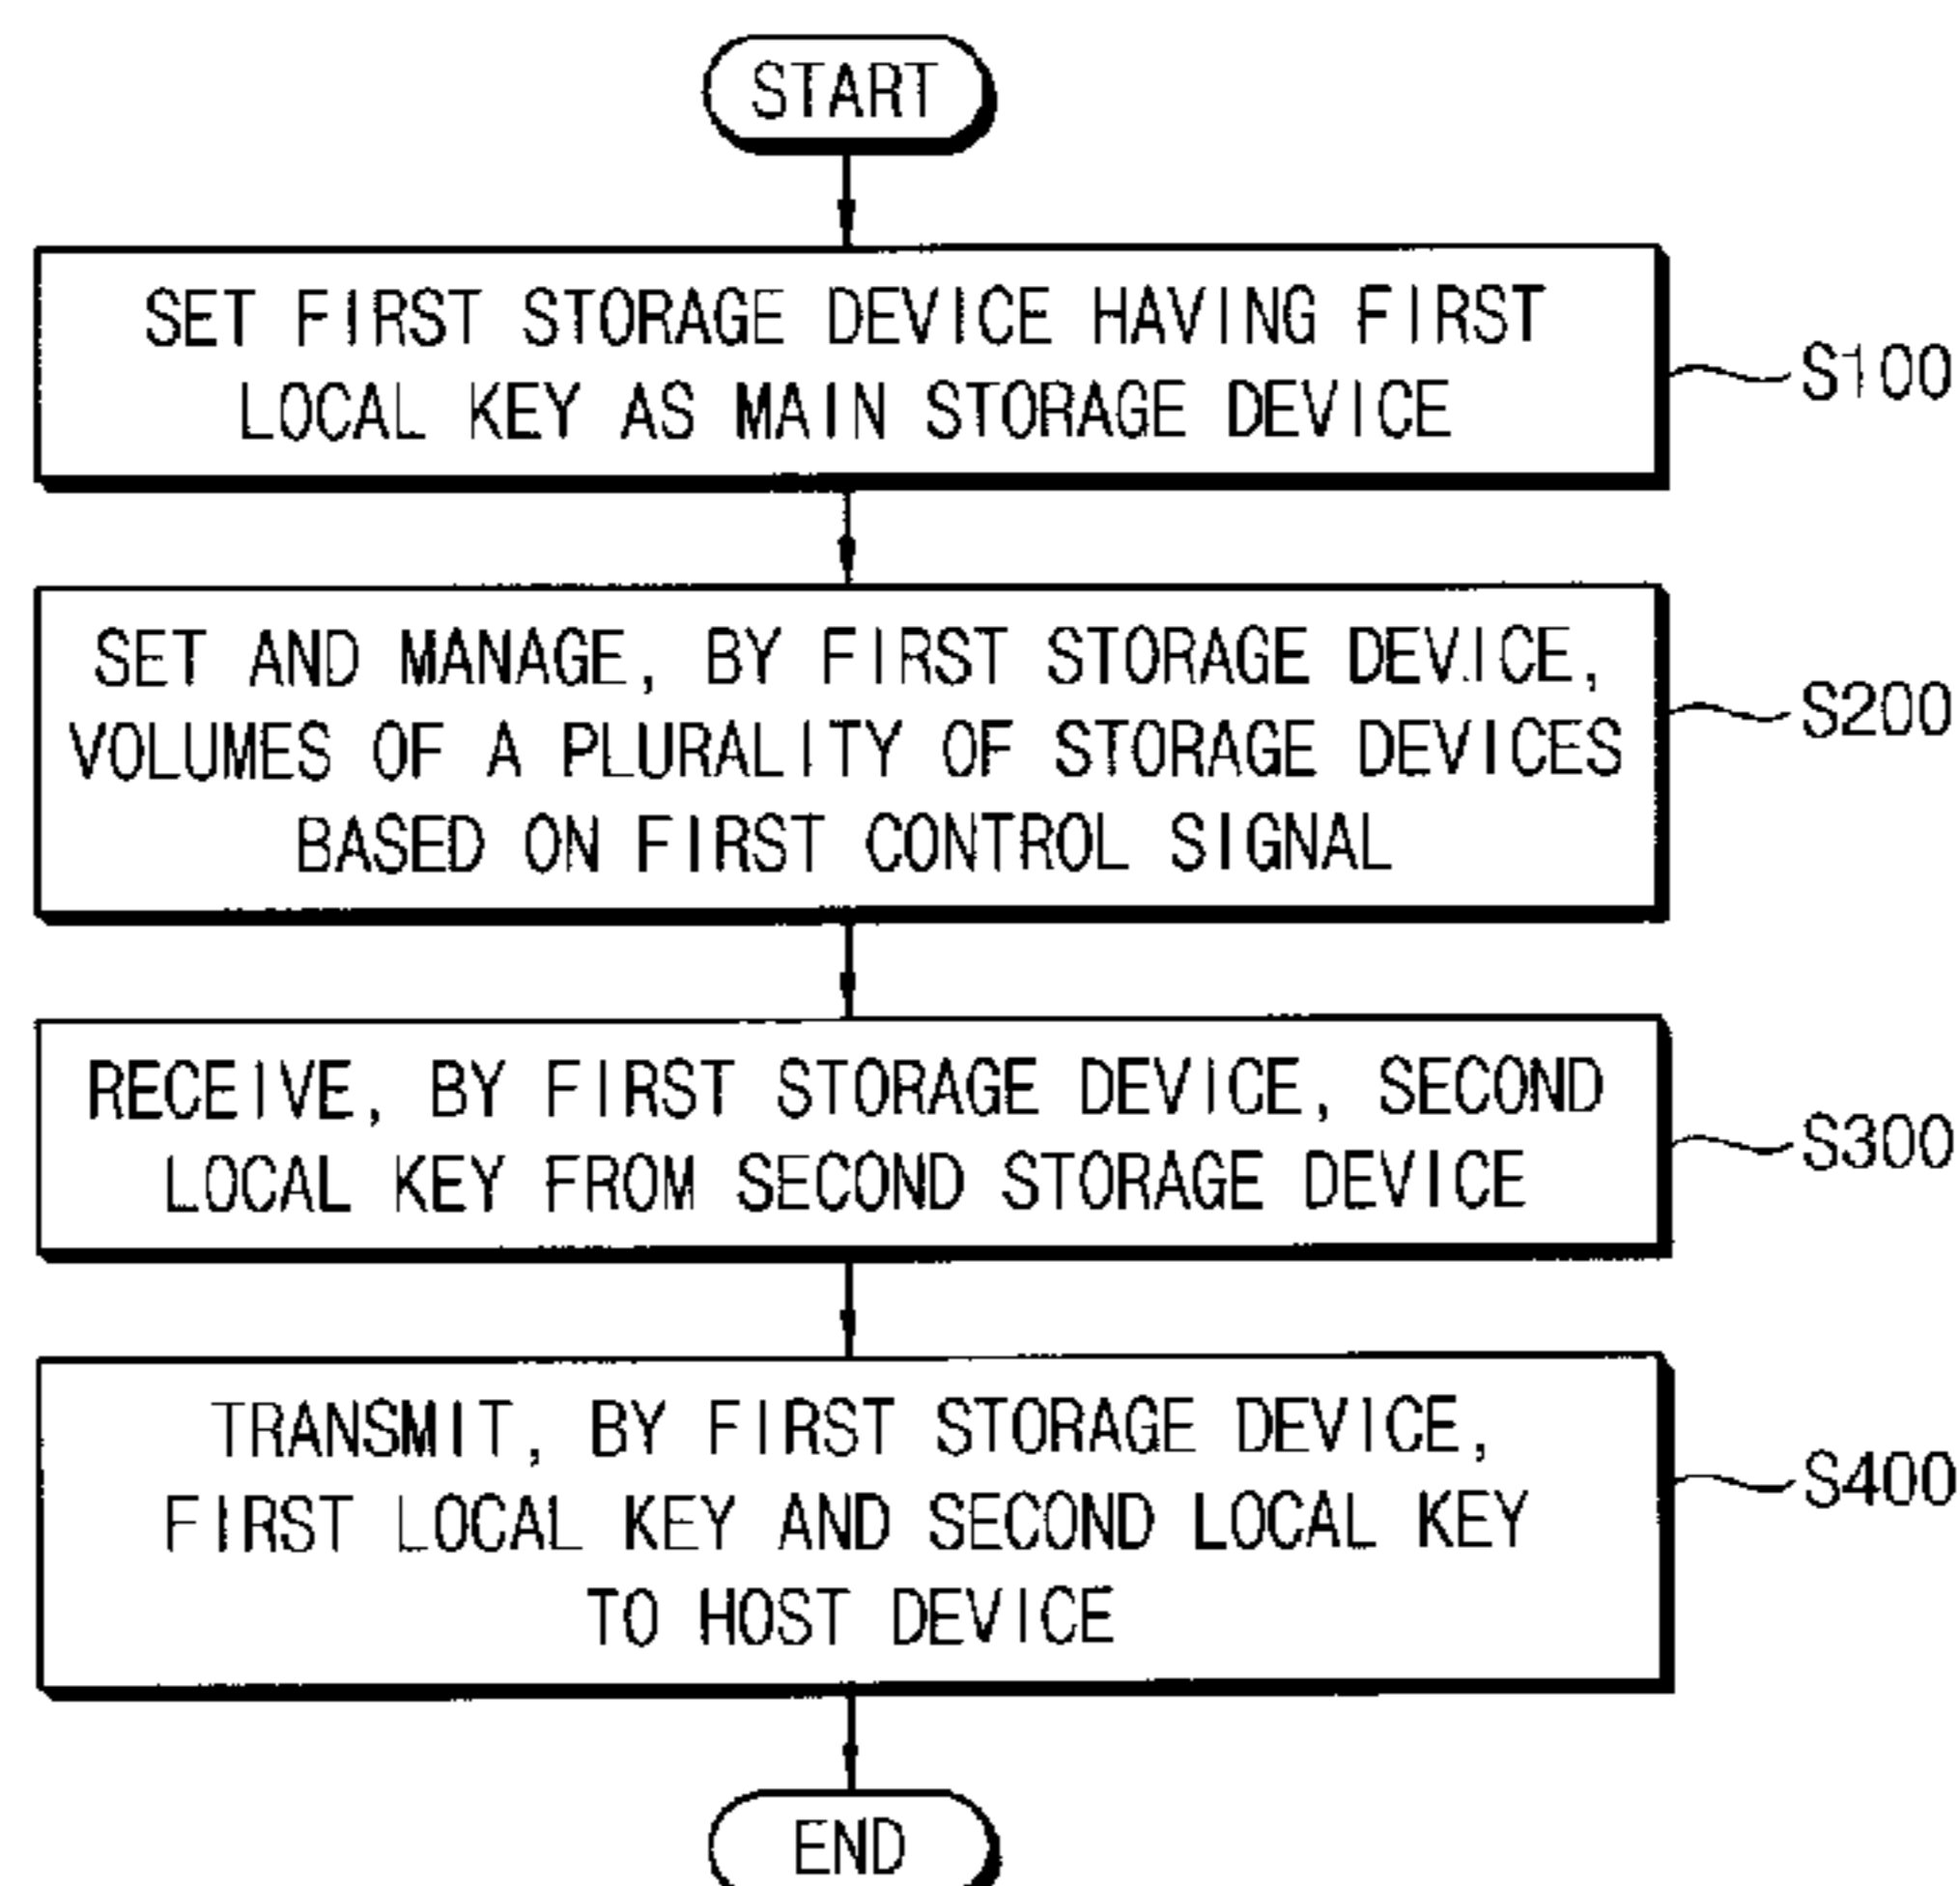 START
SET FIRST STORAGE DEVICE HAVING FIRST
LOCAL KEY AS MAIN STORAGE DEVICE
S100
SET AND MANAGE, BY FIRST STORAGE DEVICE,
VOLUMES OF A PLURALITY OF STORAGE DEVICES
BASED ON FIRST CONTROL SIGNAL
S200
RECEIVE, BY FIRST STORAGE DEVICE, SECOND
LOCAL KEY FROM SECOND STORAGE DEVICE
S300
TRANSMIT, BY FIRST STORAGE DEVICE,
FIRST LOCAL KEY AND SECOND LOCAL KEY
TO HOST DEVICE
S400
END